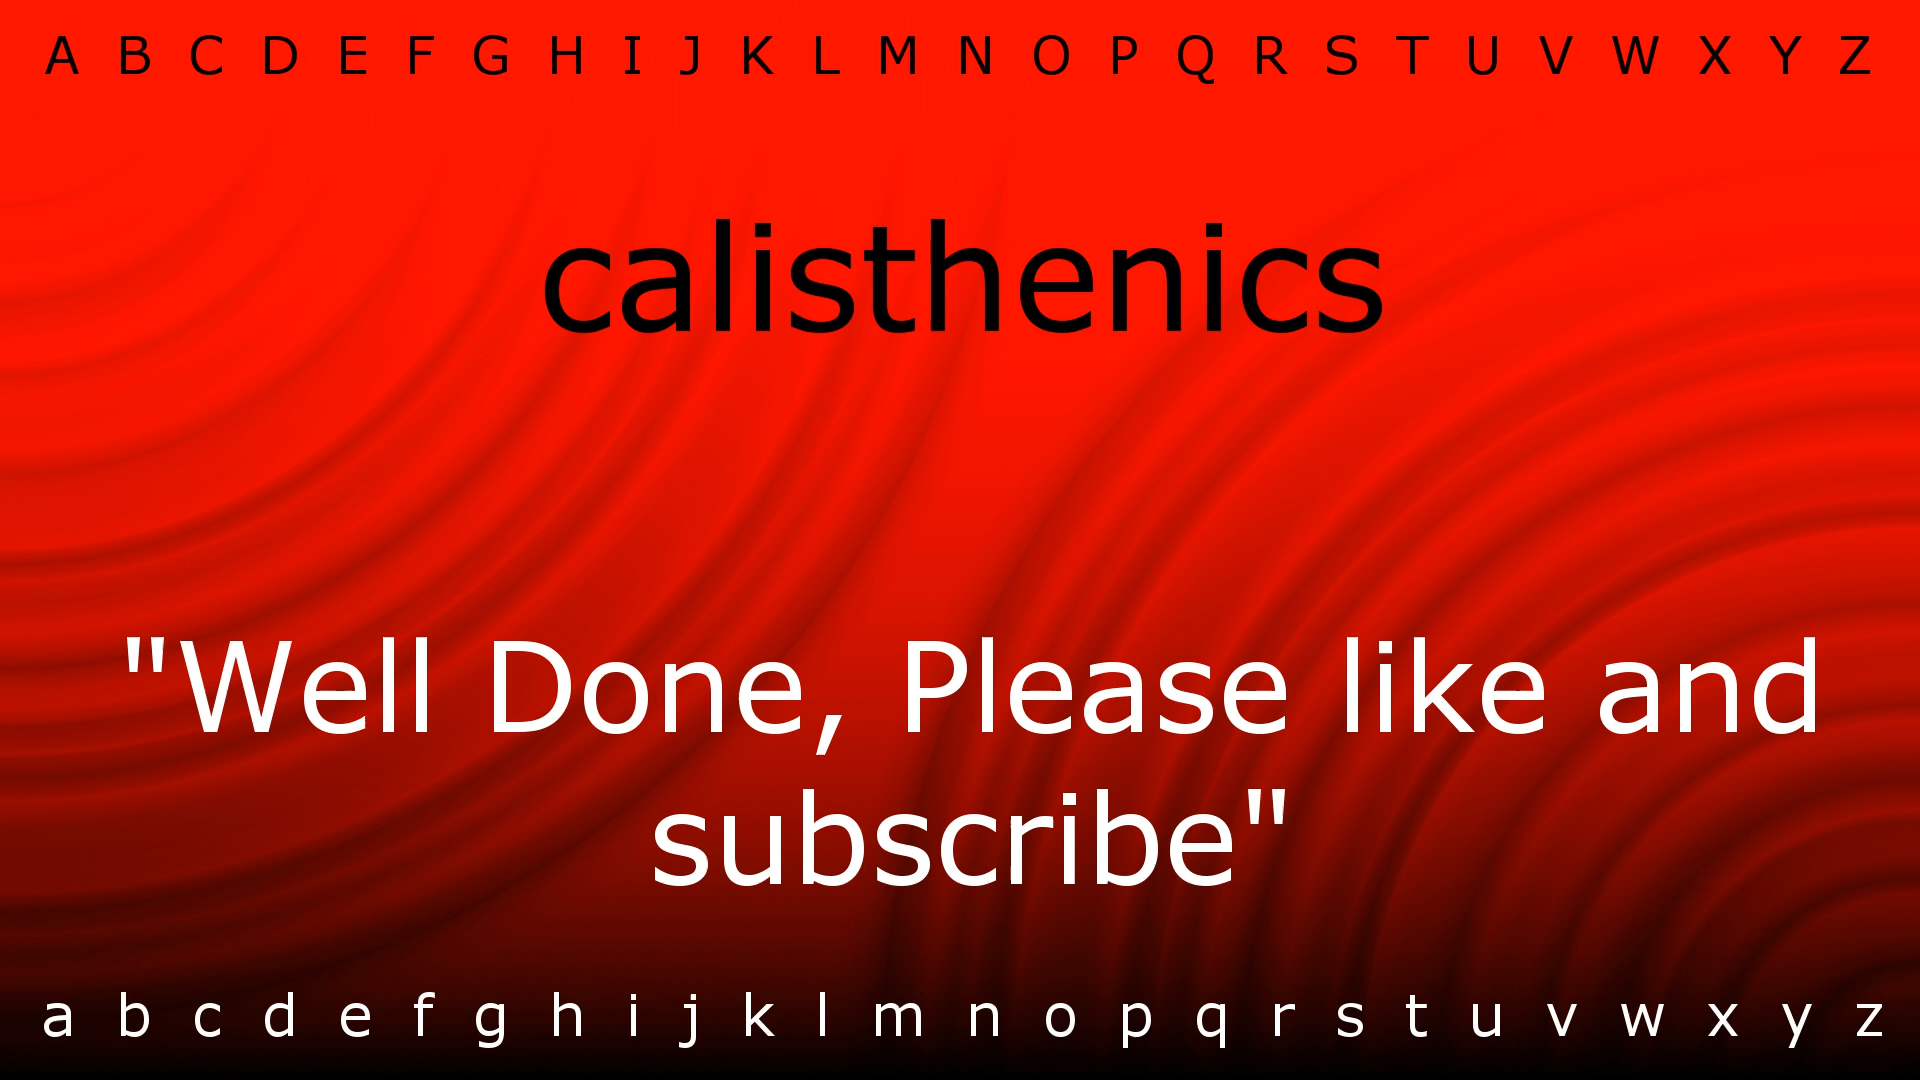 A B C D E F G H I J K L M N O P Q R S T U V W X Y Z
calisthenics
"Well Done, Please like and
subscribe"
a b c d e f g h i j k l m n o p q r s t u v w x y z